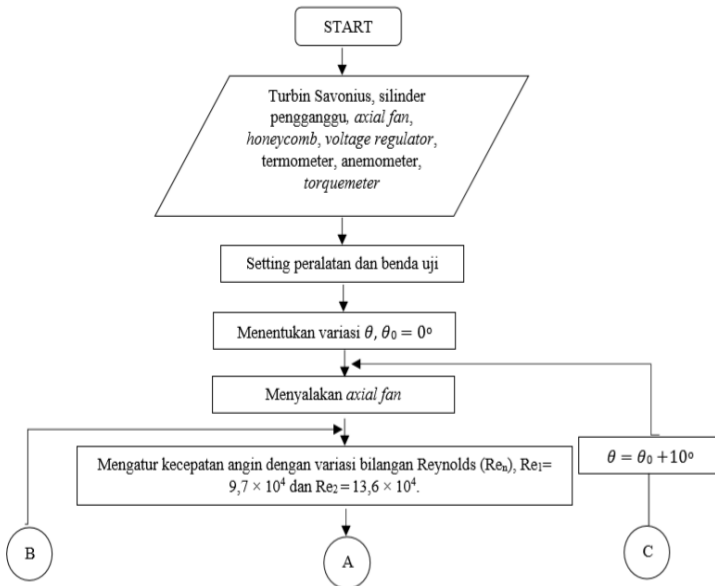 START
Turbin Savonius, silinder
pengganggu, axial fan,
honeycomb, voltage regulator,
termometer, anemometer,
torquemeter
Setting peralatan dan benda uji
Menentukan variasi θ, θ₀ = 0°
Menyalakan axial fan
Mengatur kecepatan angin dengan variasi bilangan Reynolds (Reₙ), Re₁=
9,7 × 10⁴ dan Re₂ = 13,6 × 10⁴.
θ = θ₀ +10°
B
A
C